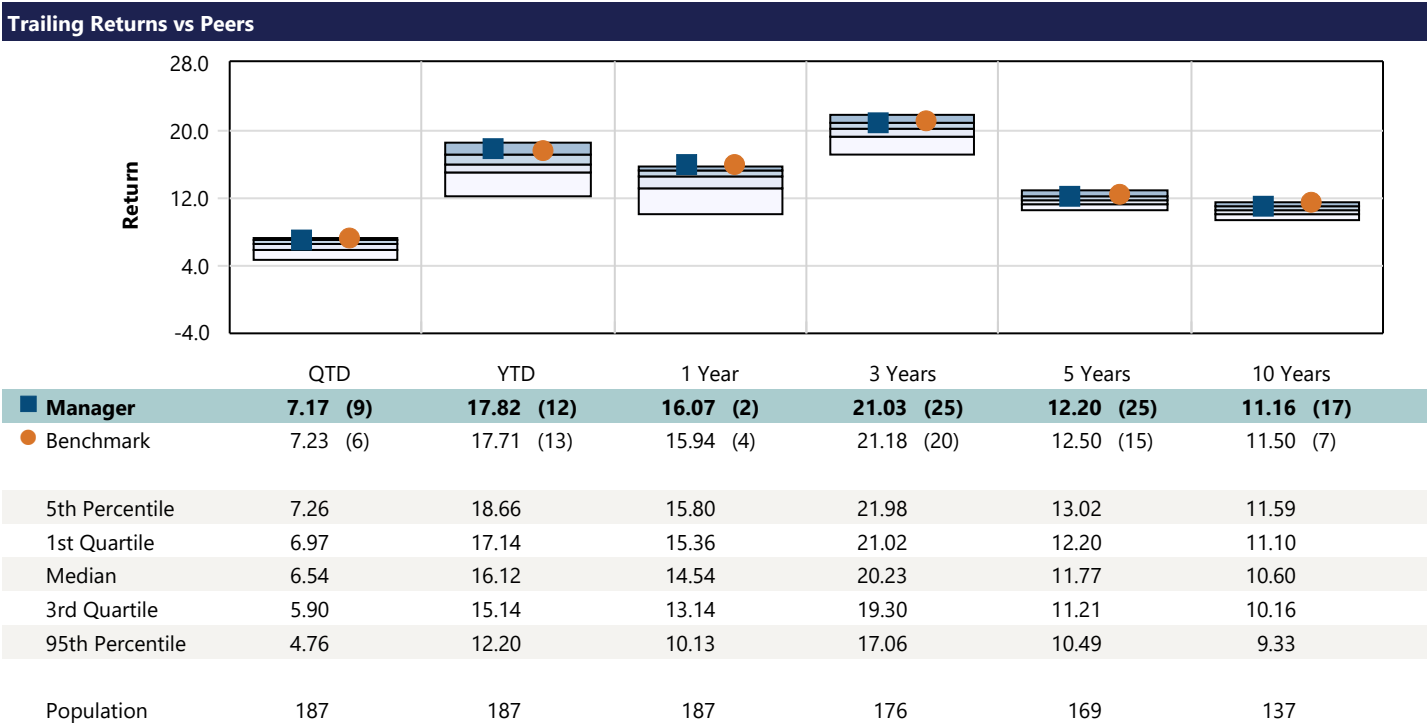 Trailing Returns vs Peers
28.0
20.0
12.0
4.0
-4.0
Return
QTD YTD 1 Year 3 Years 5 Years 10 Years
Manager 7.17 (9) 17.82 (12) 16.07 (2) 21.03 (25) 12.20 (25) 11.16 (17)
Benchmark 7.23 (6) 17.71 (13) 15.94 (4) 21.18 (20) 12.50 (15) 11.50 (7)
5th Percentile 7.26 18.66 15.80 21.98 13.02 11.59
1st Quartile 6.97 17.14 15.36 21.02 12.20 11.10
Median 6.54 16.12 14.54 20.23 11.77 10.60
3rd Quartile 5.90 15.14 13.14 19.30 11.21 10.16
95th Percentile 4.76 12.20 10.13 17.06 10.49 9.33
Population 187 187 187 176 169 137